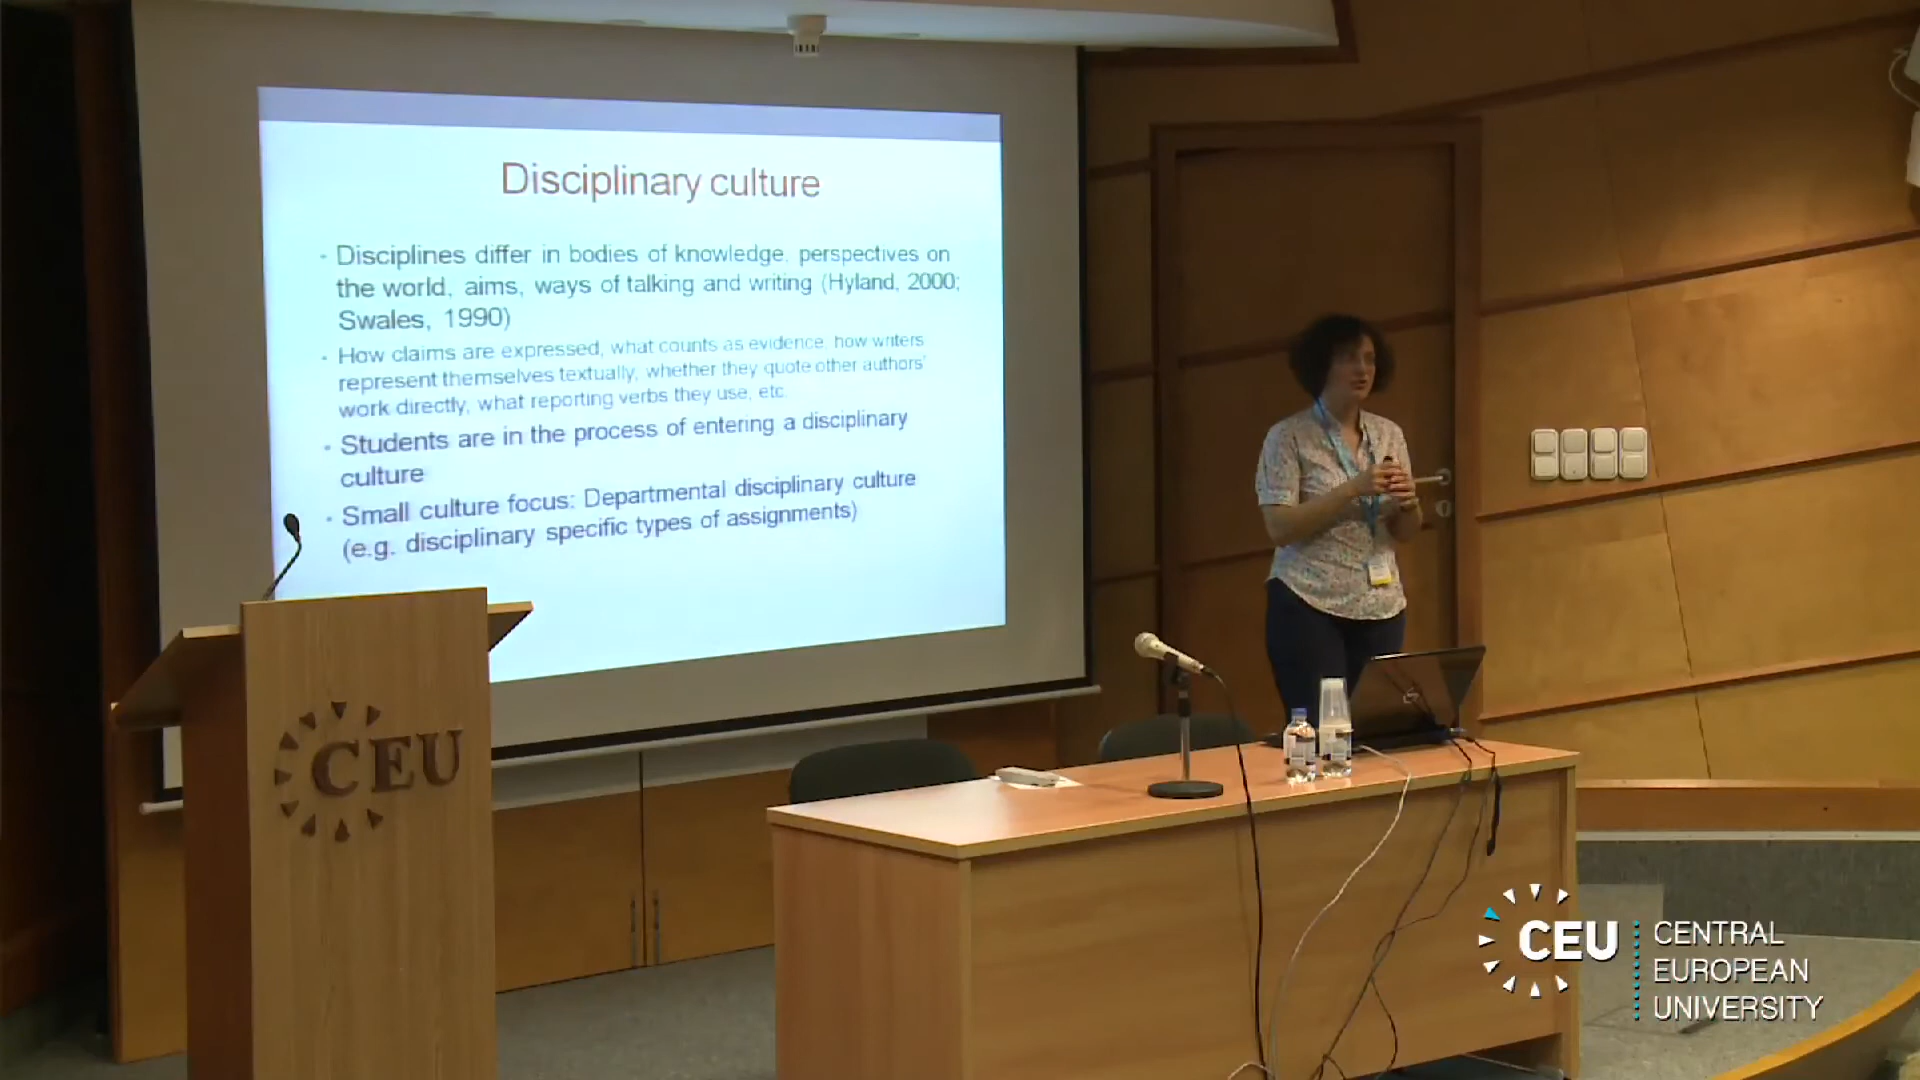 Disciplinary culture
- Disciplines differ in bodies of knowledge, perspectives on
the world, aims, ways of talking and writing (Hyland, 2000;
Swales, 1990)
- How claims are expressed, what counts as evidence, how writers
represent themselves textually, whether they quote other authors'
work directly, what reporting verbs they use, etc.
- Students are in the process of entering a disciplinary
culture
- Small culture focus: Departmental disciplinary culture
(e.g. disciplinary specific types of assignments)
CEU
CEU
CENTRAL
EUROPEAN
UNIVERSITY